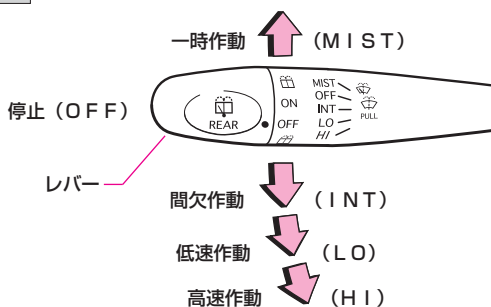 一時作動 (ＭＩＳＴ)
停止（ＯＦＦ）
REAR
ON
OFF
MIST
OFF
INT
LO
HI
PULL
レバー
間欠作動 (ＩＮＴ)
低速作動 (ＬＯ)
高速作動 (ＨＩ)